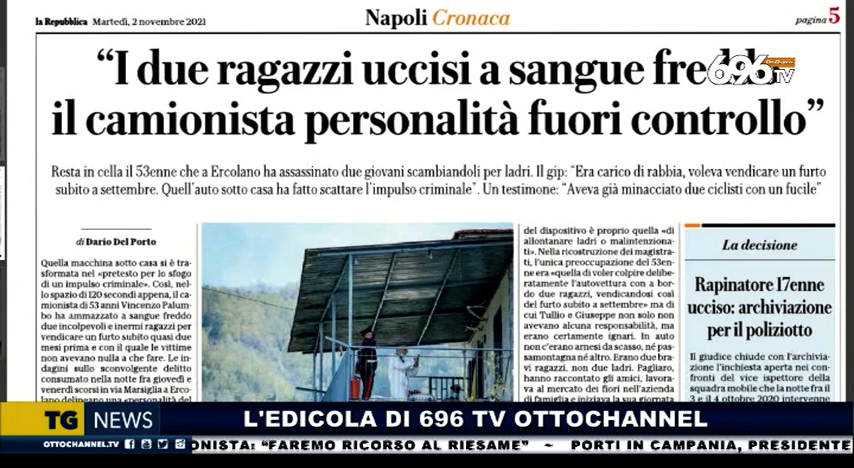 la Repubblica Martedì, 2 novembre 2021
Napoli Cronaca
pagina 5
“I due ragazzi uccisi a sangue freddo
il camionista personalità fuori controllo”
696 TV
Resta in cella il 53enne che a Ercolano ha assassinato due giovani scambiandoli per ladri. Il gip: “Era carico di rabbia, voleva vendicare un furto
subito a settembre. Quell’auto sotto casa ha fatto scattare l’impulso criminale”. Un testimone: “Aveva già minacciato due ciclisti con un fucile”
di Dario Del Porto
Quella macchina sotto casa si è tra-
sformata nel «pretesto per lo sfogo
di un impulso criminale». Così, nel-
lo spazio di 120 secondi appena, il ca-
mionista di 53 anni Vincenzo Palum-
bo ha ammazzato a sangue freddo
due incolpevoli e inermi ragazzi per
vendicare un furto subito quasi due
mesi prima e con il quale le vittime
non avevano nulla a che fare. Le in-
dagini sullo sconvolgente delitto
consumato nella notte fra giovedì e
venerdì scorsi in via Marsiglia a Erco-
lano delineano una «personalità del
del dispositivo è proprio quella «di
allontanare ladri o malintenziona-
ti». Nella ricostruzione dei magistra-
ti, l’unica preoccupazione del 53en-
ne era «quella di voler colpire delibe-
ratamente l’autovettura con a bor-
do due ragazzi, vendicandosi così
del furto subito a settembre» ma di
cui Tullio e Giuseppe non solo non
avevano alcuna responsabilità, ma
erano certamente ignari. In auto
non c’erano arnesi da scasso, né pas-
samontagna né altro. Erano due bra-
vi ragazzi, non due ladri. Pagliaro,
hanno raccontato gli amici, lavora-
va al mercato dei fiori nell’azienda
di famiglia e iniziava la sua giornata
La decisione
Rapinatore 17enne
ucciso: archiviazione
per il poliziotto
Il giudice chiude con l’archivia-
zione l’inchiesta aperta nei con-
fronti del vice ispettore della
squadra mobile che la notte fra il
3 e il 4 ottobre 2020 intervenne
TG NEWS
L'EDICOLA DI 696 TV OTTOCHANNEL
OTTOCHANNEL.TV
ONISTA: “FAREMO RICORSO AL RIESAME” ~ PORTI IN CAMPANIA, PRESIDENTE